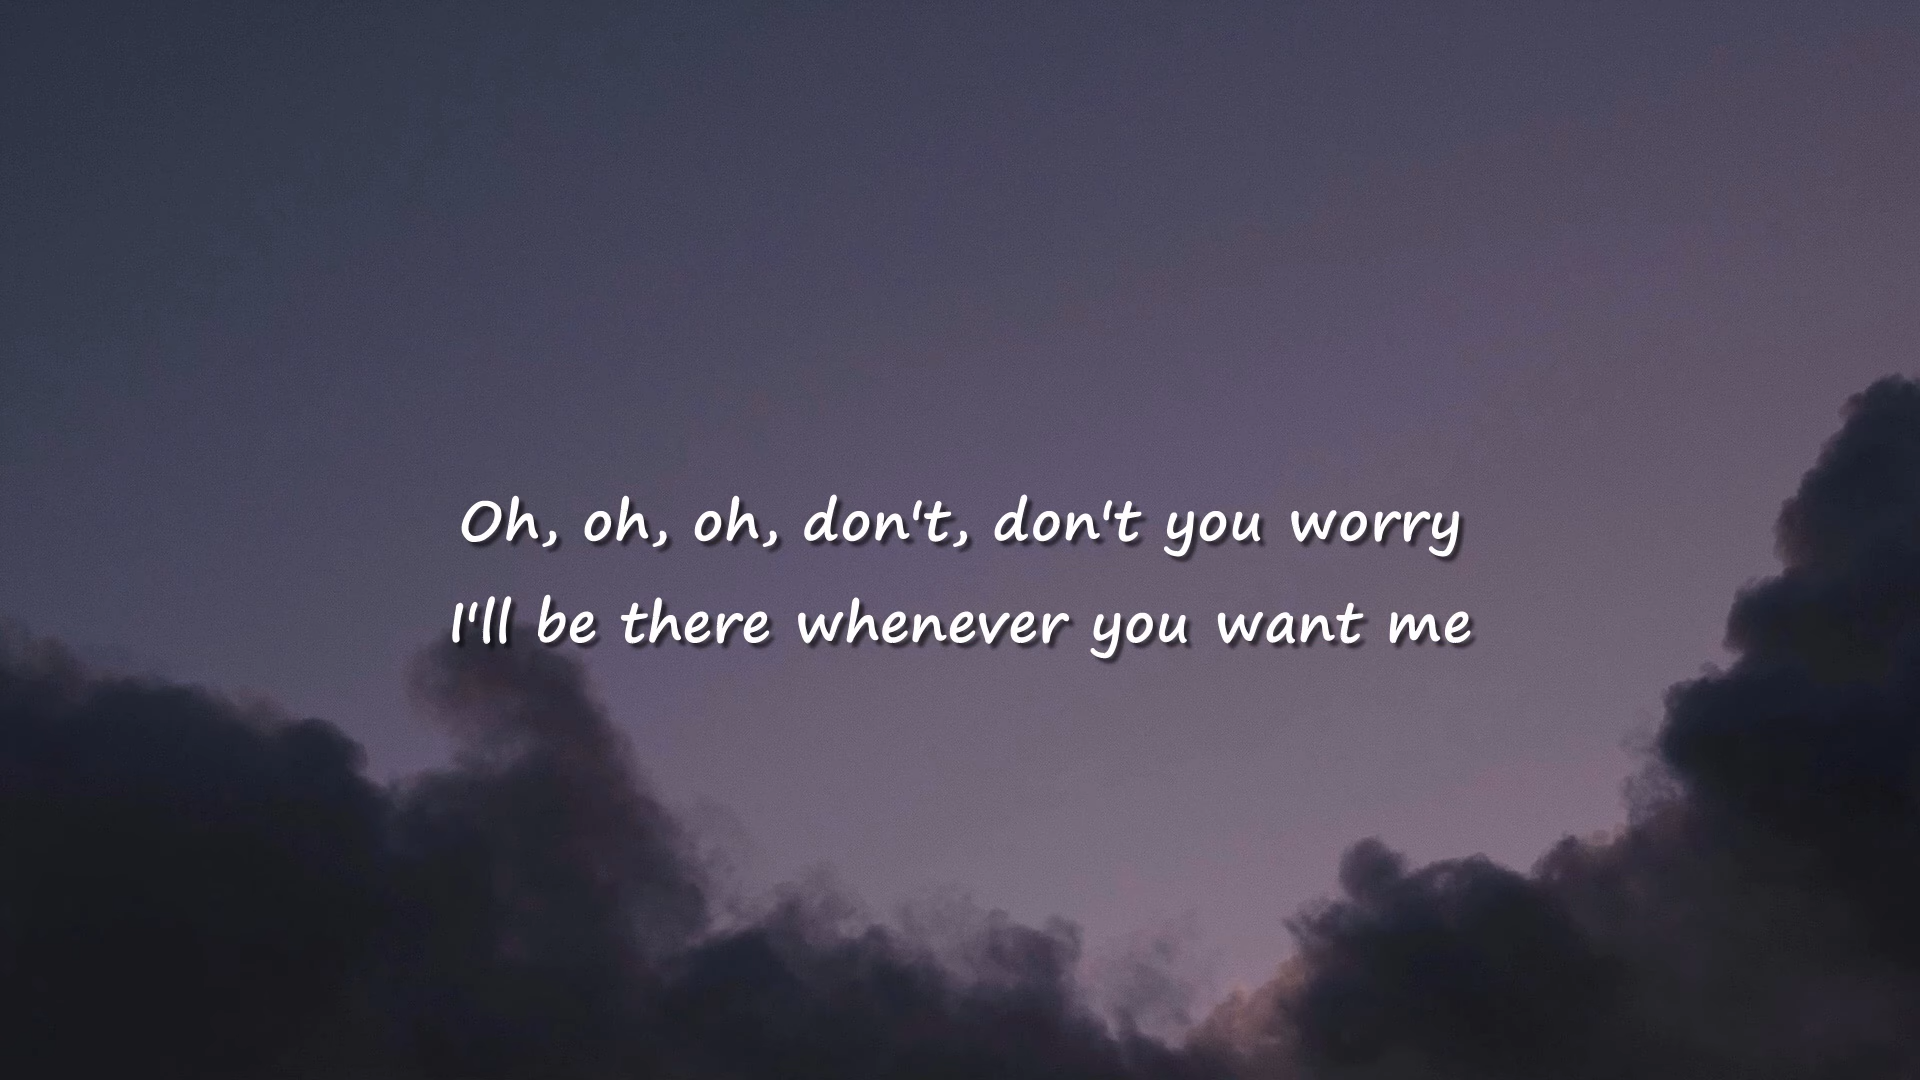 Oh, oh, oh, don't, don't you worry
I'll be there whenever you want me